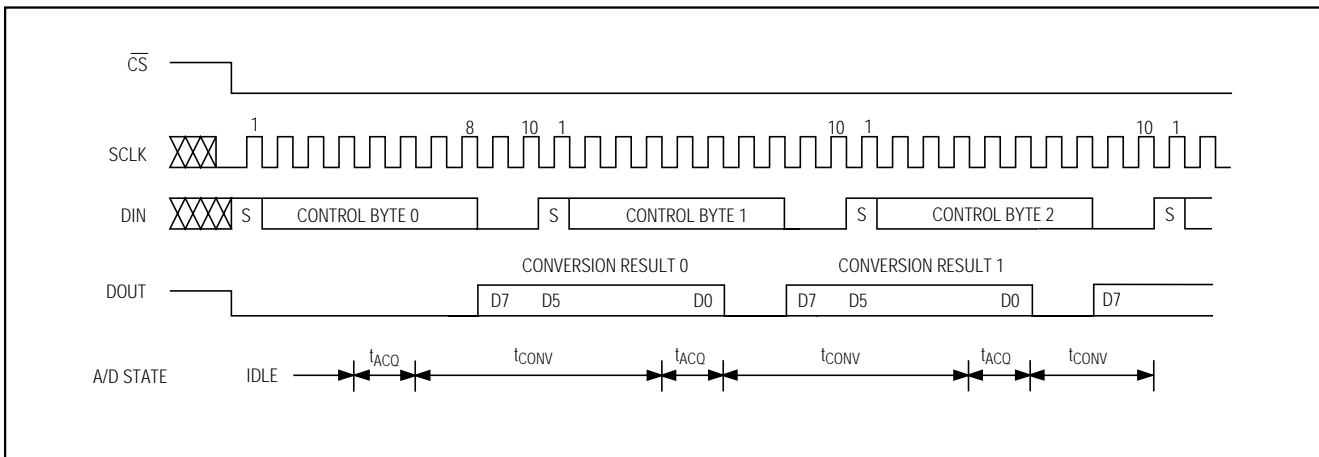 CS
1 8 10 1 10 1 10 1
SCLK
DIN S CONTROL BYTE 0 S CONTROL BYTE 1 S CONTROL BYTE 2 S
CONVERSION RESULT 0 CONVERSION RESULT 1
DOUT D7 D5 D0 D7 D5 D0 D7
tACQ tCONV tACQ tCONV tACQ tCONV
A/D STATE IDLE